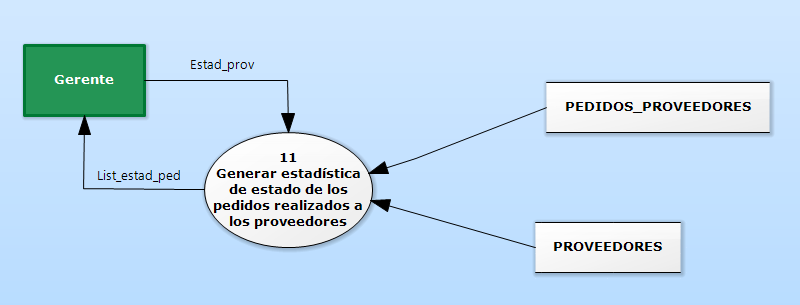 Estad_prov
Gerente
PEDIDOS_PROVEEDORES
11
Generar estadística
de estado de los
pedidos realizados a
los proveedores
List_estad_ped
PROVEEDORES